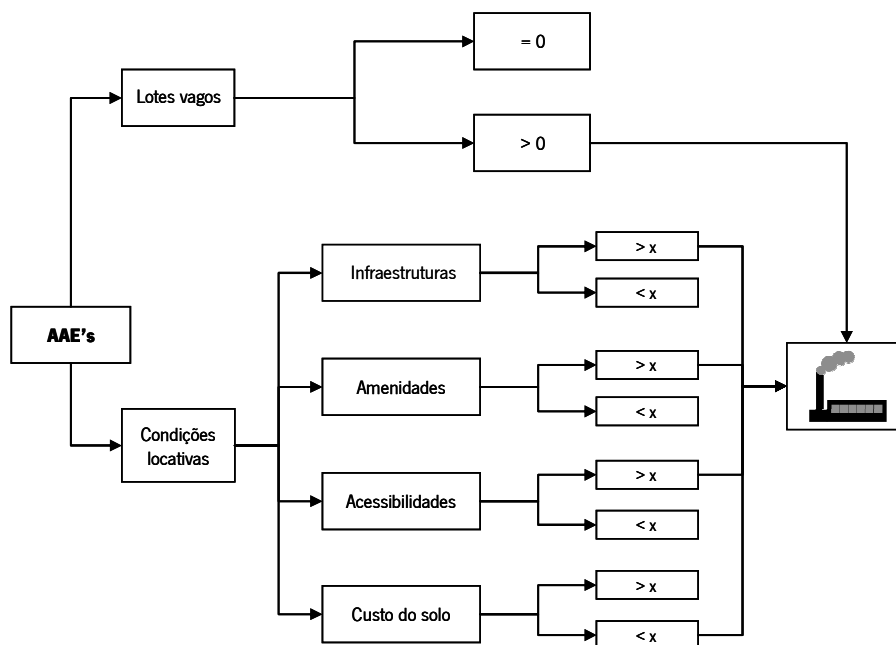 = 0
Lotes vagos
> 0
Infraestruturas
> x
< x
AAE's
Amenidades
> x
< x
Condições
locativas
Acessibilidades
> x
< x
Custo do solo
> x
< x